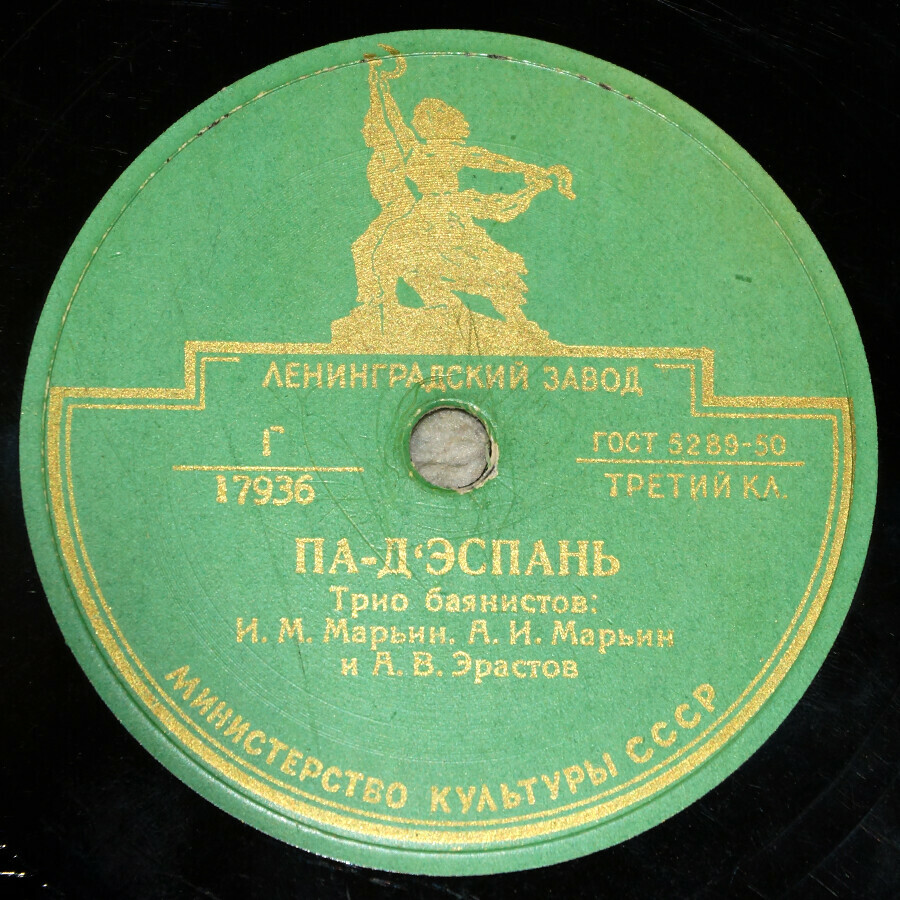 ЛЕНИНГРАДСКИЙ ЗАВОД
Г
17936
ГОСТ 5289-50
ТРЕТИЙ КЛ.
ПА-Д'ЭСПАНЬ
Трио баянистов:
И. М. Марьин, А. И. Марьин
и А. В. Эрастов
МИНИСТЕРСТВО КУЛЬТУРЫ СССР